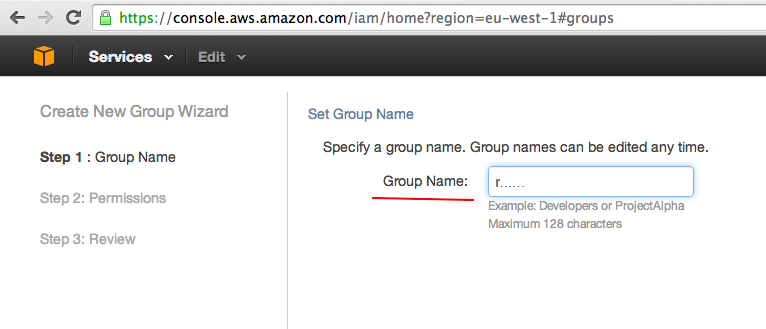 https://console.aws.amazon.com/iam/home?region=eu-west-1#groups
Services Edit
Create New Group Wizard
Step 1 : Group Name
Step 2: Permissions
Step 3: Review
Set Group Name
Specify a group name. Group names can be edited any time.
Group Name: r......
Example: Developers or ProjectAlpha
Maximum 128 characters